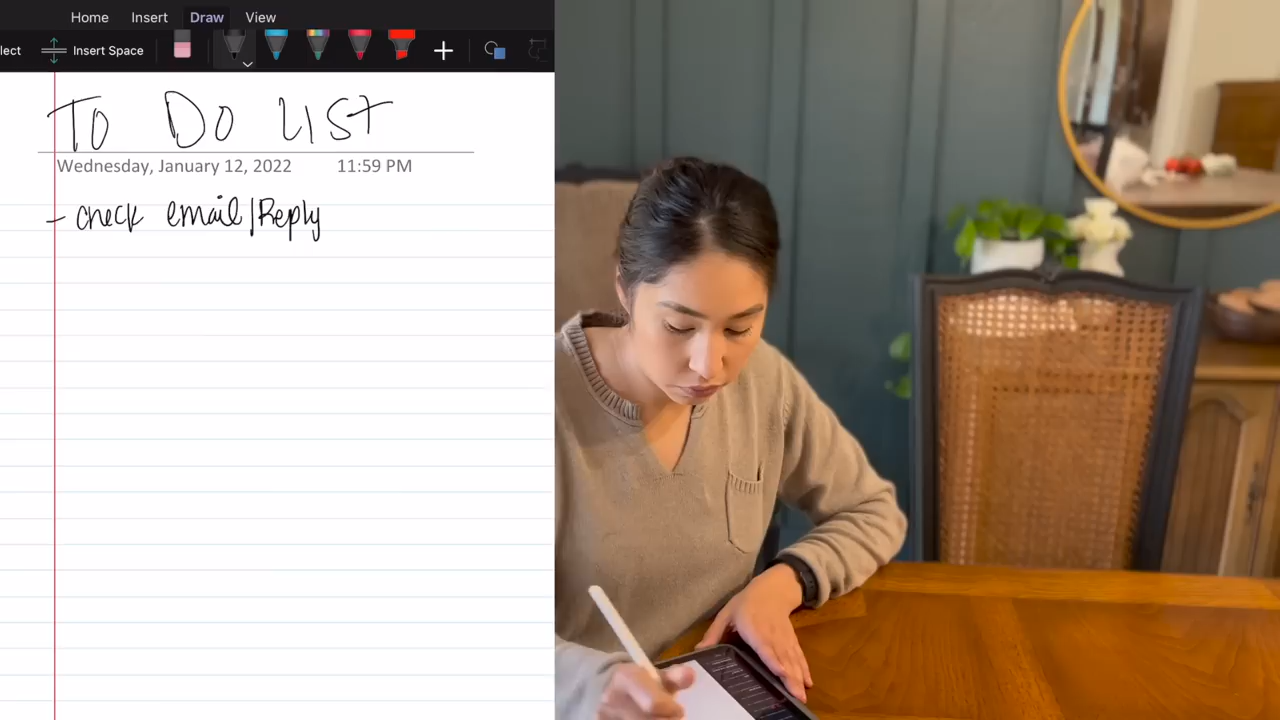 Home Insert Draw View
lect Insert Space
To Do LIST
Wednesday, January 12, 2022 11:59 PM
- check email/Reply